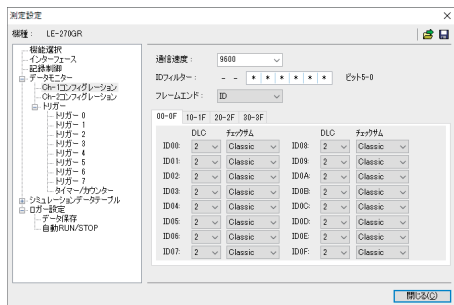 測定設定
機種： LE-270GR
機能選択
インターフェース
記録制御
データモニター
Ch-1コンフィグレーション
Ch-2コンフィグレーション
トリガー
トリガー 0
トリガー 1
トリガー 2
トリガー 3
トリガー 4
トリガー 5
トリガー 6
トリガー 7
タイマー/カウンター
シミュレーションデータテーブル
ロガー設定
データ保存
自動RUN/STOP
通信速度： 9600
IDフィルター： - - * * * * * * ビット5-0
フレームエンド： ID
00-0F 10-1F 20-2F 30-3F
DLC チェックサム DLC チェックサム
ID00: 2 Classic ID08: 2 Classic
ID01: 2 Classic ID09: 2 Classic
ID02: 2 Classic ID0A: 2 Classic
ID03: 2 Classic ID0B: 2 Classic
ID04: 2 Classic ID0C: 2 Classic
ID05: 2 Classic ID0D: 2 Classic
ID06: 2 Classic ID0E: 2 Classic
ID07: 2 Classic ID0F: 2 Classic
閉じる(C)